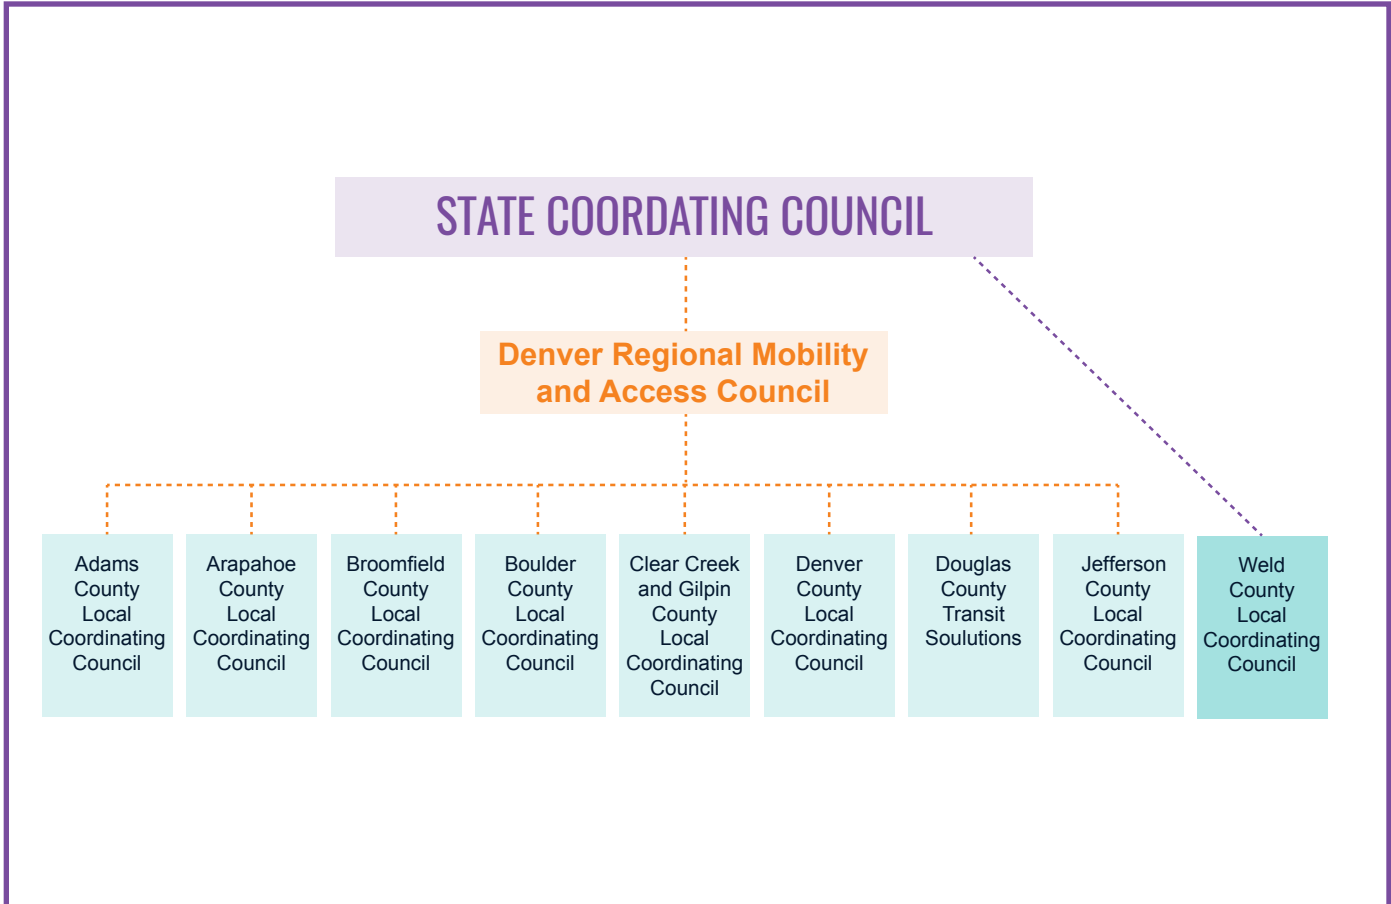 STATE COORDATING COUNCIL
Denver Regional Mobility
and Access Council
Adams
County
Local
Coordinating
Council
Arapahoe
County
Local
Coordinating
Council
Broomfield
County
Local
Coordinating
Council
Boulder
County
Local
Coordinating
Council
Clear Creek
and Gilpin
County
Local
Coordinating
Council
Denver
County
Local
Coordinating
Council
Douglas
County
Transit
Soulutions
Jefferson
County
Local
Coordinating
Council
Weld
County
Local
Coordinating
Council